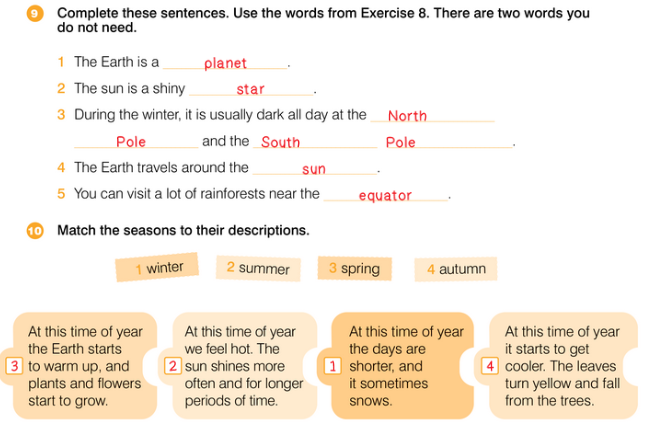 9 Complete these sentences. Use the words from Exercise 8. There are two words you
do not need.
1 The Earth is a planet.
2 The sun is a shiny star.
3 During the winter, it is usually dark all day at the North
Pole and the South Pole.
4 The Earth travels around the sun.
5 You can visit a lot of rainforests near the equator.
10 Match the seasons to their descriptions.
1 winter 2 summer 3 spring 4 autumn
At this time of year
the Earth starts
3 to warm up, and
plants and flowers
start to grow.
At this time of year
we feel hot. The
2 sun shines more
often and for longer
periods of time.
At this time of year
the days are
1 shorter, and
it sometimes
snows.
At this time of year
it starts to get
4 cooler. The leaves
turn yellow and fall
from the trees.